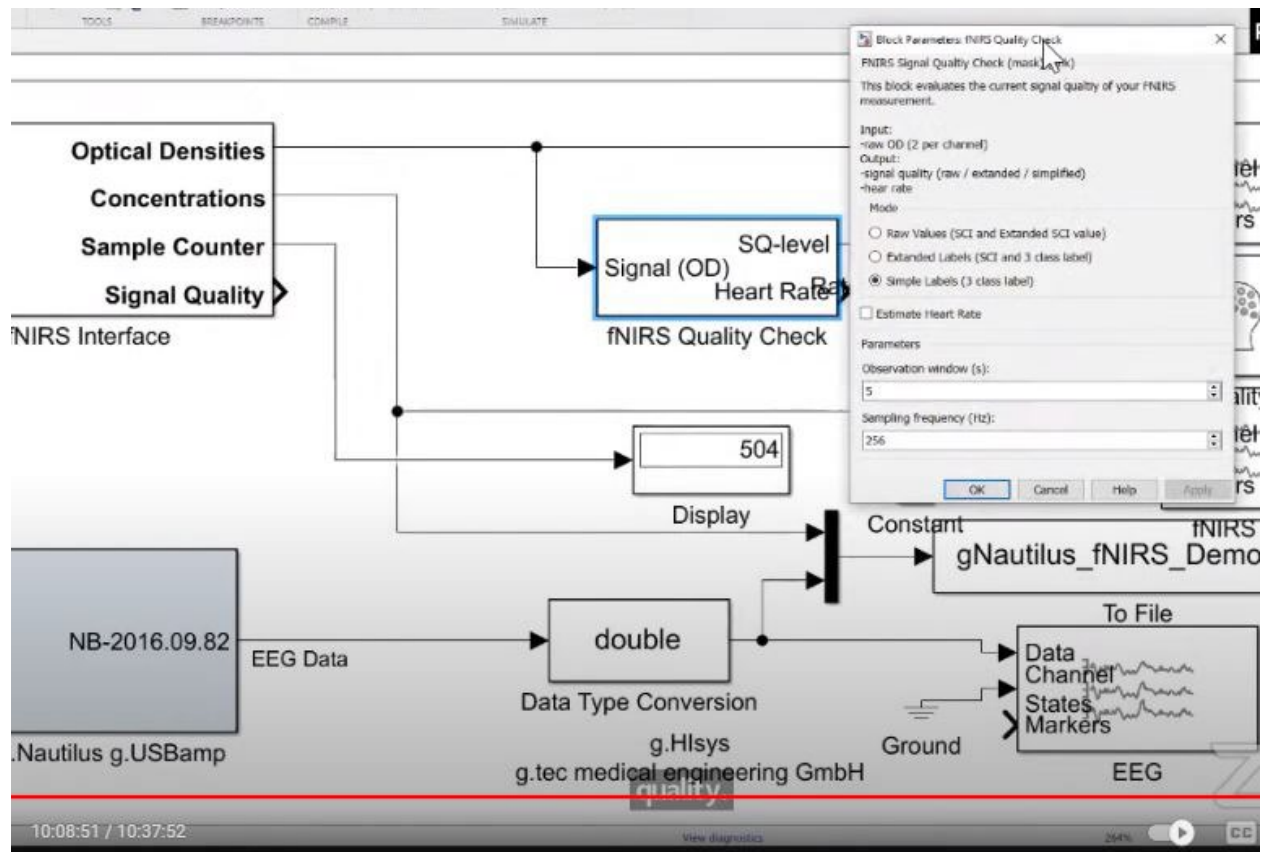 TOOLS
BREAKPOINTS
COMPILE
SIMULATE
Optical Densities
Concentrations
Sample Counter
Signal Quality
fNIRS Interface
Signal (OD)
SQ-level
Heart Rate
fNIRS Quality Check
Block Parameters: fNIRS Quality Check
FNIRS Signal Qualtiy Check (mask)
This block evaluates the current signal qualtiy of your FNIRS
measurement.
Input:
-raw OD (2 per channel)
Output:
-signal quality (raw / extanded / simplified)
-hear rate
Mode
Raw Values (SCI and Extanded SCI value)
Extanded Labels (SCI and 3 class label)
Simple Labels (3 class label)
Estimate Heart Rate
Parameters
Observation window (s):
5
Sampling frequency (Hz):
256
OK
Cancel
Help
Apply
504
Display
Constant
gNautilus_fNIRS_Demo
To File
fNIRS
NB-2016.09.82
EEG Data
.Nautilus g.USBamp
double
Data Type Conversion
g.HIsys
g.tec medical engineering GmbH
Ground
Data
Channel
States
Markers
EEG
quality.
10:08:51 / 10:37:52
View diagnostics
264%
CC